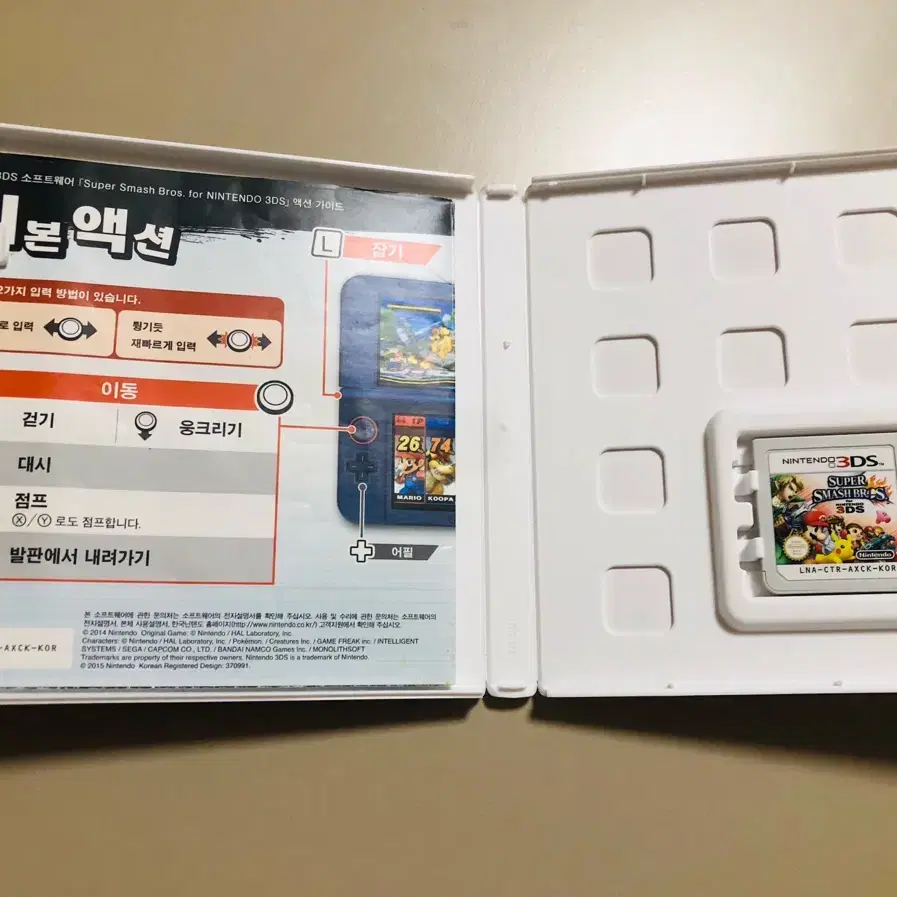 3DS 소프트웨어 「Super Smash Bros. for NINTENDO 3DS」 액션 가이드
본 액션
L 잡기
2가지 입력 방법이 있습니다.
로 입력
튕기듯
재빠르게 입력
이동
걷기
웅크리기
대시
점프
Ⓧ/Ⓨ로도 점프합니다.
발판에서 내려가기
26
74
MARIO
KOOPA
어필
본 소프트웨어에 관한 문의처는 소프트웨어의 전자설명서를 확인해 주십시오. 사용 및 수리에 관한 문의처는 소프트웨어의
전자설명서, 본체 사용설명서, 한국닌텐도 홈페이지(http://www.nintendo.co.kr/) 고객지원에서 확인해 주십시오.
© 2014 Nintendo Original Game: © Nintendo / HAL Laboratory, Inc.
Characters: © Nintendo / HAL Laboratory, Inc. / Pokémon. / Creatures Inc. / GAME FREAK inc. / INTELLIGENT
SYSTEMS / SEGA / CAPCOM CO., LTD. / BANDAI NAMCO Games Inc. / MONOLITHSOFT
Trademarks are property of their respective owners. Nintendo 3DS is a trademark of Nintendo.
© 2015 Nintendo Korean Registered Design: 370991.
-AXCK-KOR
NINTENDO 3DS™
SUPER
SMASH BROS.
for
NINTENDO
3DS
Nintendo
LNA-CTR-AXCK-KOR